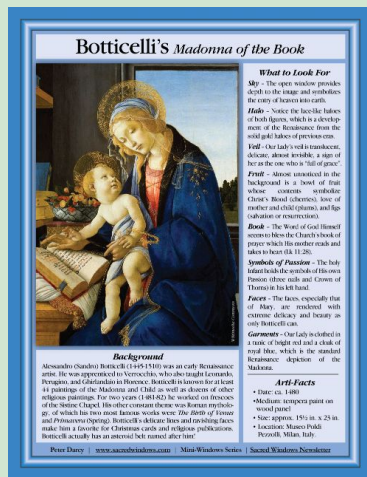 Botticelli's Madonna of the Book
What to Look For
Sky - The open window provides
depth to the image and symbolizes
the entry of heaven into earth.
Halo - Notice the lace-like haloes
of both figures, which is a develop-
ment of the Renaissance from the
solid gold haloes of previous eras.
Veil - Our Lady's veil is translucent,
delicate, almost invisible, a sign of
her as the one who is "full of grace".
Fruit - Almost unnoticed in the
background is a bowl of fruit
whose contents symbolize
Christ's Blood (cherries), love of
mother and child (plums), and figs
(salvation or resurrection).
Book - The Word of God Himself
seems to bless the Church's book of
prayer which His mother reads and
takes to heart (Lk 11:28).
Symbols of Passion - The holy
Infant holds the symbols of His own
Passion (three nails and Crown of
Thorns) in his left hand.
Faces - The faces, especially that
of Mary, are rendered with
extreme delicacy and beauty as
only Botticelli can.
Garments - Our Lady is clothed in
a tunic of bright red and a cloak of
royal blue, which is the standard
Renaissance depiction of the
Madonna.
Arti-Facts
• Date: ca. 1480
•Medium: tempera paint on
wood panel
• Size: approx. 15½ in. x 23 in.
• Location: Museo Poldi
Pezzoli, Milan, Italy.
Wikimedia Commons
Background
Alessandro (Sandro) Botticelli (1445-1510) was an early Renaissance
artist. He was apprenticed to Verrocchio, who also taught Leonardo,
Perugino, and Ghirlandaio in Florence. Botticelli is known for at least
44 paintings of the Madonna and Child as well as dozens of other
religious paintings. For two years (1481-82) he worked on frescoes
of the Sistine Chapel. His other constant theme was Roman mytholo-
gy, of which his two most famous works were The Birth of Venus
and Primavera (Spring). Botticelli's delicate lines and ravishing faces
make him a favorite for Christmas cards and religious publications.
Botticelli actually has an asteroid belt named after him!
Peter Darcy | www.sacredwindows.com | Mini-Windows Series | Sacred Windows Newsletter